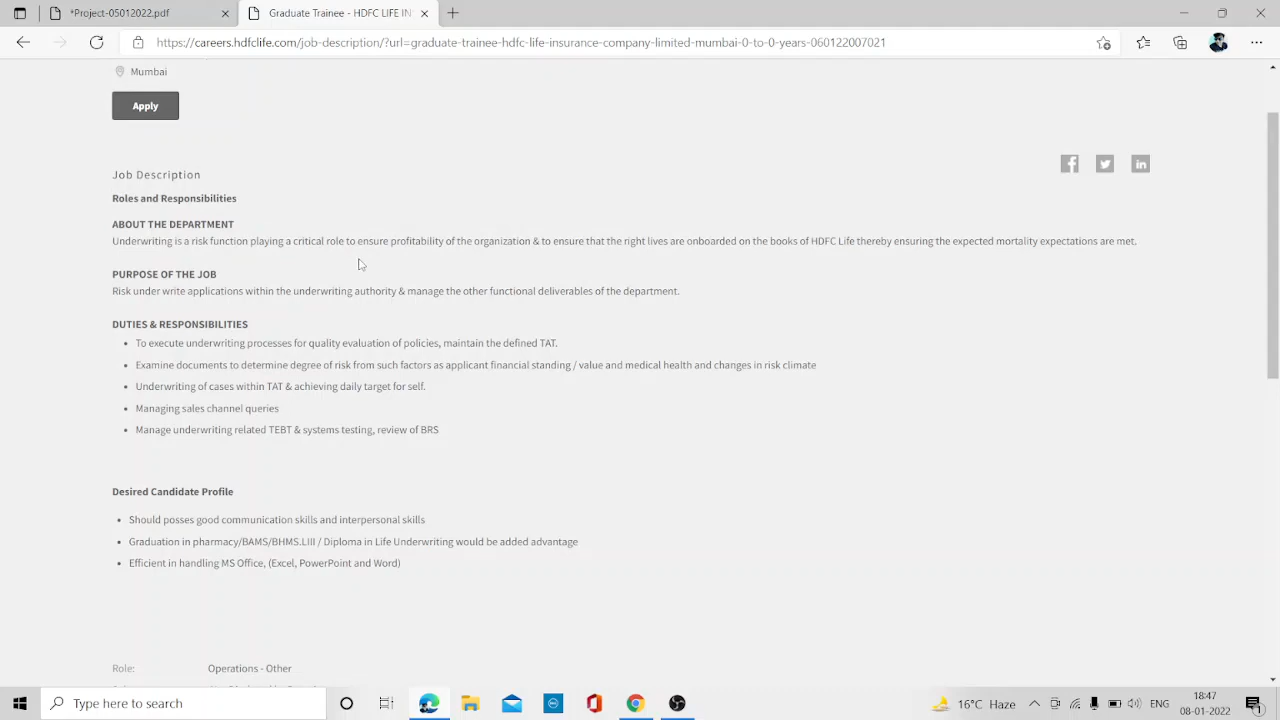 *Project-05012022.pdf
Graduate Trainee - HDFC LIFE IN
https://careers.hdfclife.com/job-description/?url=graduate-trainee-hdfc-life-insurance-company-limited-mumbai-0-to-0-years-060122007021
Mumbai
Apply
Job Description
Roles and Responsibilities
ABOUT THE DEPARTMENT
Underwriting is a risk function playing a critical role to ensure profitability of the organization & to ensure that the right lives are onboarded on the books of HDFC Life thereby ensuring the expected mortality expectations are met.
PURPOSE OF THE JOB
Risk under write applications within the underwriting authority & manage the other functional deliverables of the department.
DUTIES & RESPONSIBILITIES
• To execute underwriting processes for quality evaluation of policies, maintain the defined TAT.
• Examine documents to determine degree of risk from such factors as applicant financial standing / value and medical health and changes in risk climate
• Underwriting of cases within TAT & achieving daily target for self.
• Managing sales channel queries
• Manage underwriting related TEBT & systems testing, review of BRS
Desired Candidate Profile
• Should posses good communication skills and interpersonal skills
• Graduation in pharmacy/BAMS/BHMS.LIII / Diploma in Life Underwriting would be added advantage
• Efficient in handling MS Office, (Excel, PowerPoint and Word)
Role: Operations - Other
Type here to search
16°C Haze
ENG
18:47
08-01-2022